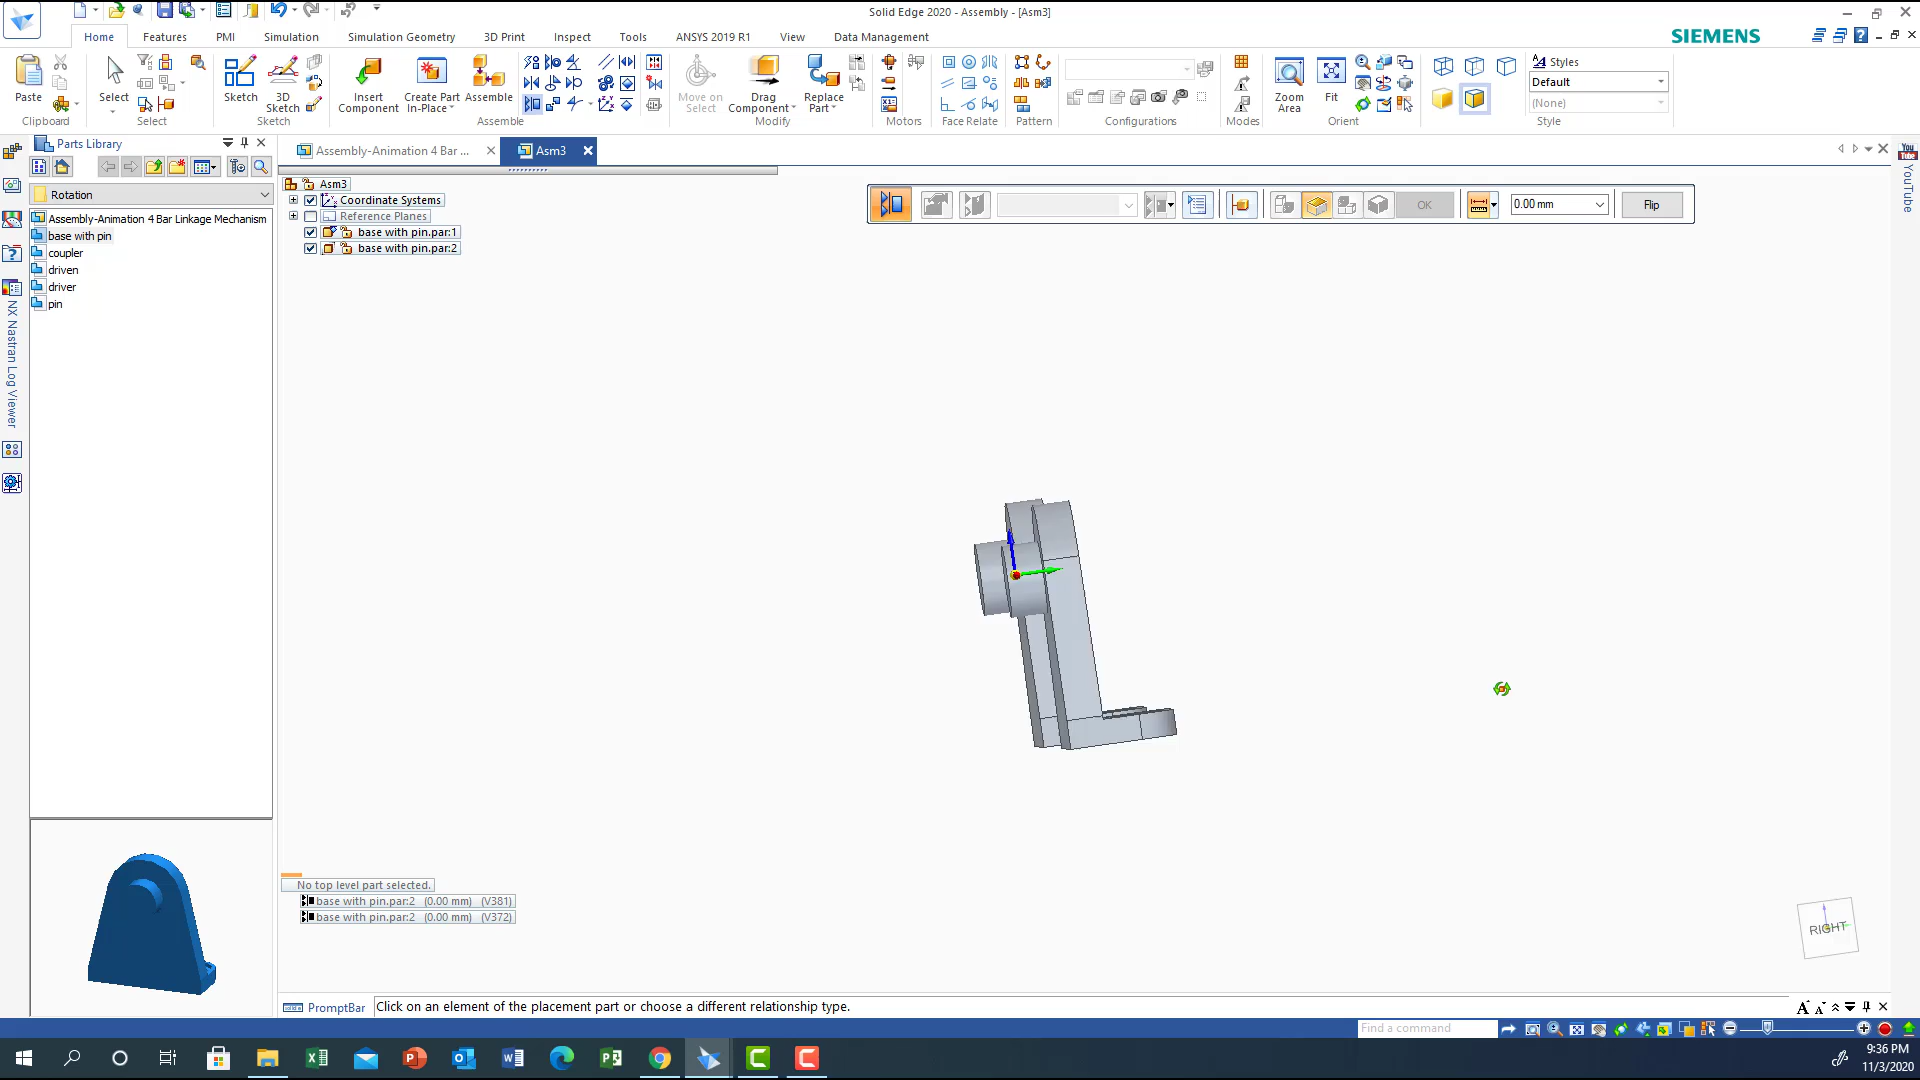 Solid Edge 2020 - Assembly - [Asm3]
Home Features PMI Simulation Simulation Geometry 3D Print Inspect Tools ANSYS 2019 R1 View Data Management
SIEMENS
Paste
Clipboard
Select
Select
Sketch
3D Sketch
Sketch
Insert Component
Create Part In-Place
Assemble
Assemble
Move on Select
Drag Component
Replace Part
Modify
Motors
Face Relate
Pattern
Configurations
Modes
Zoom Area
Fit
Orient
Styles
Default
(None)
Style
Parts Library
Rotation
Assembly-Animation 4 Bar Linkage Mechanism
base with pin
coupler
driven
driver
pin
NX Nastran Log Viewer
Assembly-Animation 4 Bar ...
Asm3
Asm3
Coordinate Systems
Reference Planes
base with pin.par:1
base with pin.par:2
OK
0.00 mm
Flip
You Tube
YouTube
No top level part selected.
base with pin.par:2 (0.00 mm) (V381)
base with pin.par:2 (0.00 mm) (V372)
RIGHT
PromptBar
Click on an element of the placement part or choose a different relationship type.
Find a command
9:36 PM
11/3/2020